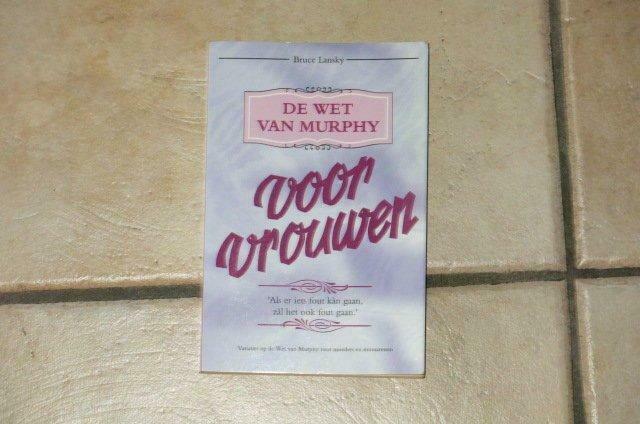 Bruce Lansky
DE WET
VAN MURPHY
voor
vrouwen
'Als er iets fout kán gaan,
zál het ook fout gaan.'
Variaties op de Wet van Murphy voor moeders en